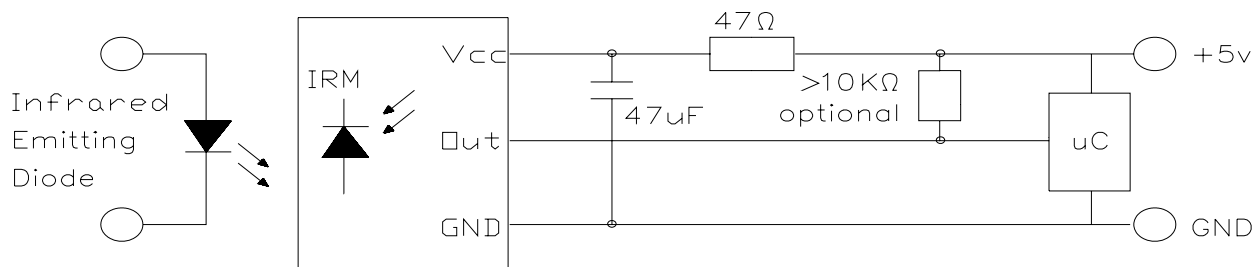 Infrared
Emitting
Diode
IRM
Vcc
Out
GND
47uF
47Ω
>10KΩ
optional
uC
+5v
GND